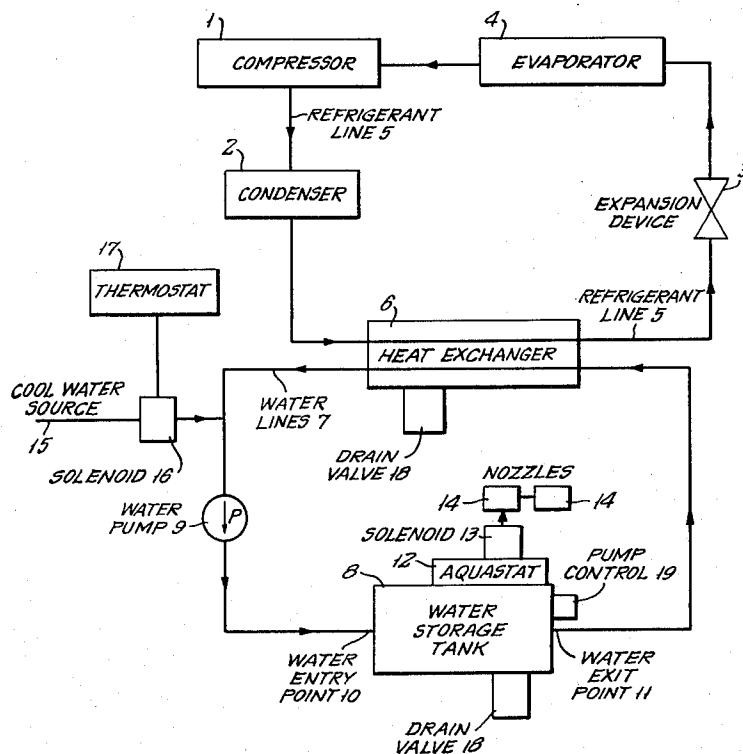 1
COMPRESSOR
4
EVAPORATOR
REFRIGERANT
LINE 5
2
CONDENSER
3
EXPANSION
DEVICE
17
THERMOSTAT
6
HEAT EXCHANGER
REFRIGERANT
LINE 5
COOL WATER
SOURCE
15
SOLENOID 16
WATER
LINES 7
DRAIN
VALVE 18
NOZZLES
14
14
WATER
PUMP 9
P
SOLENOID 13
12
AQUASTAT
PUMP
CONTROL 19
8
WATER
STORAGE
TANK
WATER
ENTRY
POINT 10
WATER
EXIT
POINT 11
DRAIN
VALVE 18